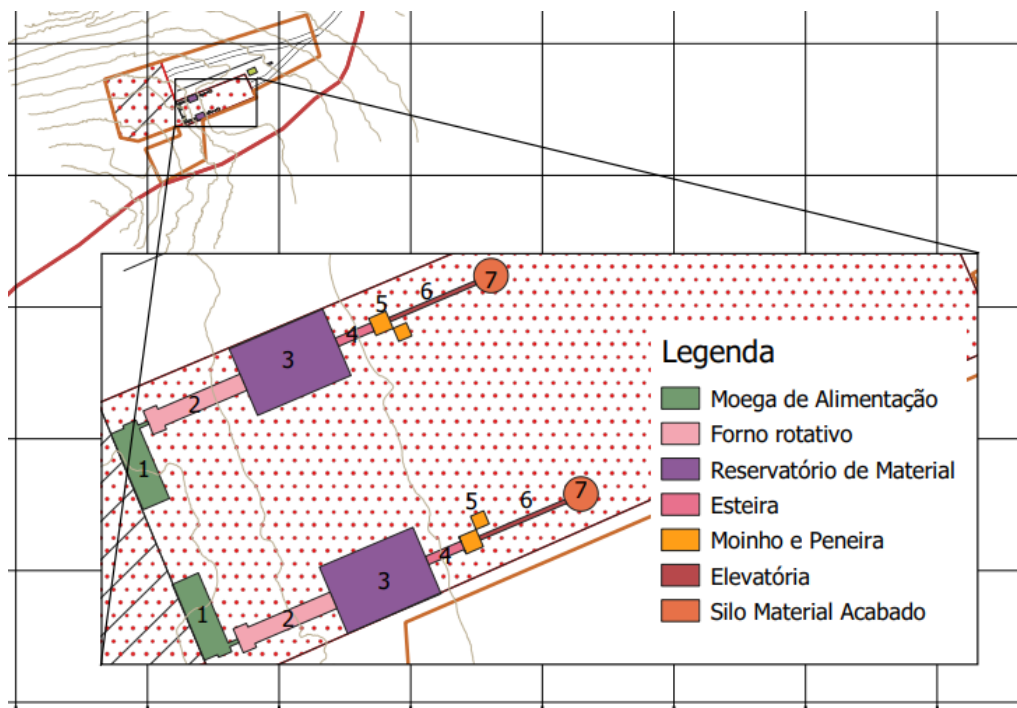 7
6
5
4
3
2
1
7
6
5
4
3
2
1
Legenda
Moega de Alimentação
Forno rotativo
Reservatório de Material
Esteira
Moinho e Peneira
Elevatória
Silo Material Acabado